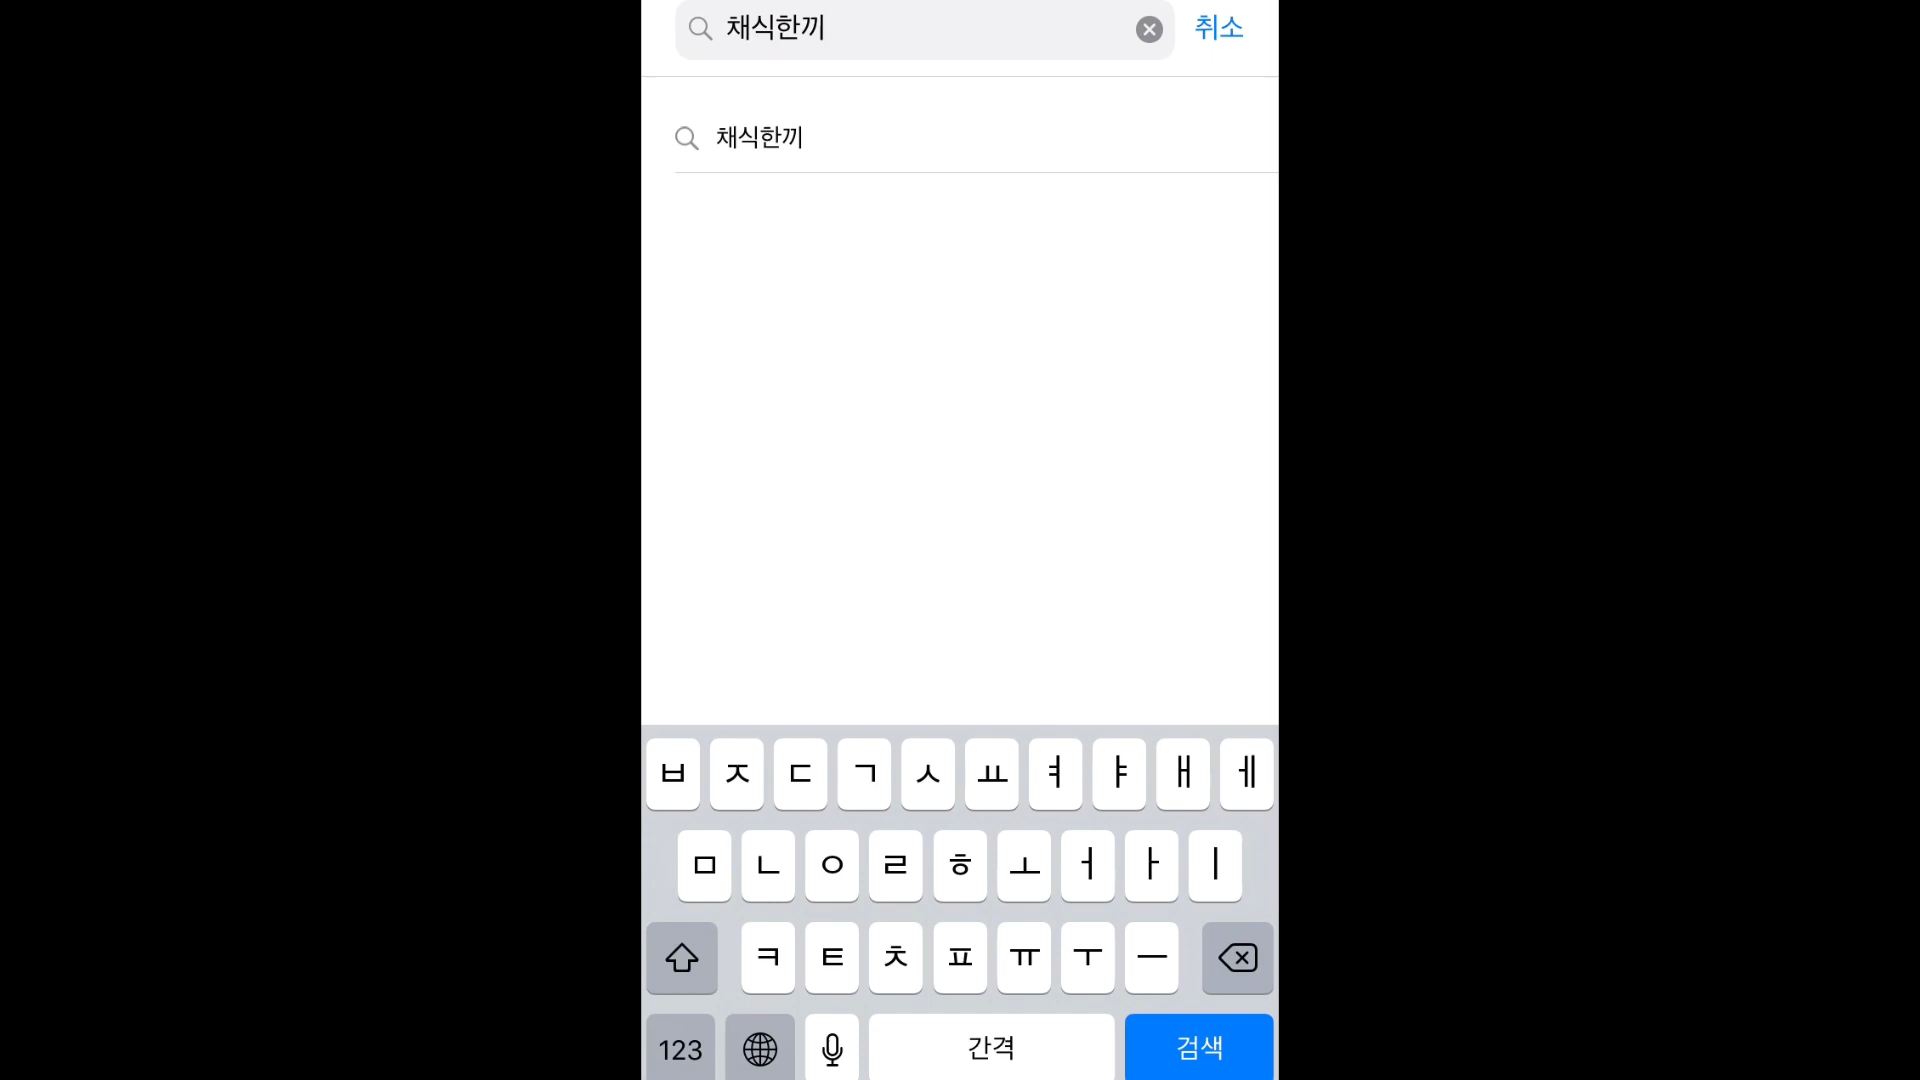 채식한끼 취소
채식한끼
ㅂ ㅈ ㄷ ㄱ ㅅ ㅛ ㅕ ㅑ ㅐ ㅔ
ㅁ ㄴ ㅇ ㄹ ㅎ ㅗ ㅓ ㅏ ㅣ
ㅋ ㅌ ㅊ ㅍ ㅠ ㅜ ㅡ
123 간격 검색